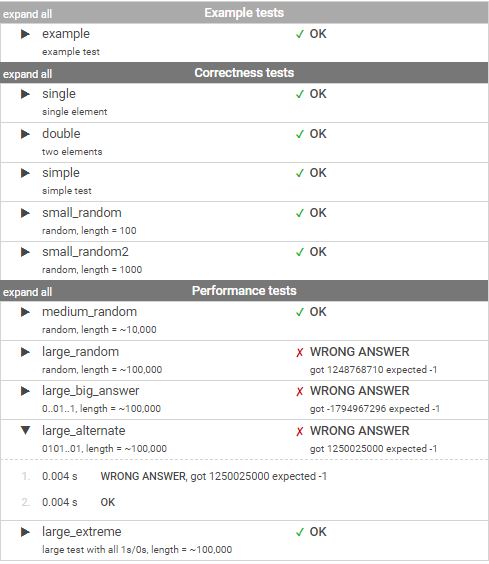 expand all Example tests
▶ example ✓ OK
example test
expand all Correctness tests
▶ single ✓ OK
single element
▶ double ✓ OK
two elements
▶ simple ✓ OK
simple test
▶ small_random ✓ OK
random, length = 100
▶ small_random2 ✓ OK
random, length = 1000
expand all Performance tests
▶ medium_random ✓ OK
random, length = ~10,000
▶ large_random ✗ WRONG ANSWER
random, length = ~100,000 got 1248768710 expected -1
▶ large_big_answer ✗ WRONG ANSWER
0..01..1, length = ~100,000 got -1794967296 expected -1
▼ large_alternate ✗ WRONG ANSWER
0101..01, length = ~100,000 got 1250025000 expected -1
1. 0.004 s WRONG ANSWER, got 1250025000 expected -1
2. 0.004 s OK
▶ large_extreme ✓ OK
large test with all 1s/0s, length = ~100,000